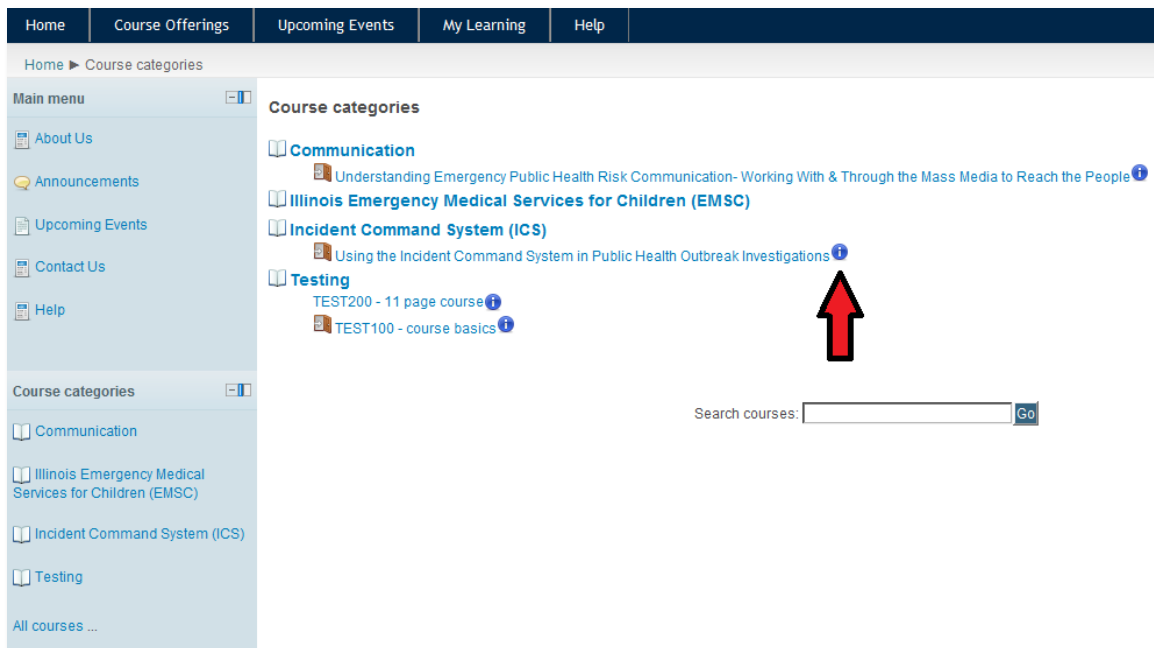 Home Course Offerings Upcoming Events My Learning Help
Home ► Course categories
Main menu
About Us
Announcements
Upcoming Events
Contact Us
Help
Course categories
Communication
Illinois Emergency Medical
Services for Children (EMSC)
Incident Command System (ICS)
Testing
All courses ...
Course categories
Communication
Understanding Emergency Public Health Risk Communication- Working With & Through the Mass Media to Reach the People
Illinois Emergency Medical Services for Children (EMSC)
Incident Command System (ICS)
Using the Incident Command System in Public Health Outbreak Investigations
Testing
TEST200 - 11 page course
TEST100 - course basics
Search courses: Go